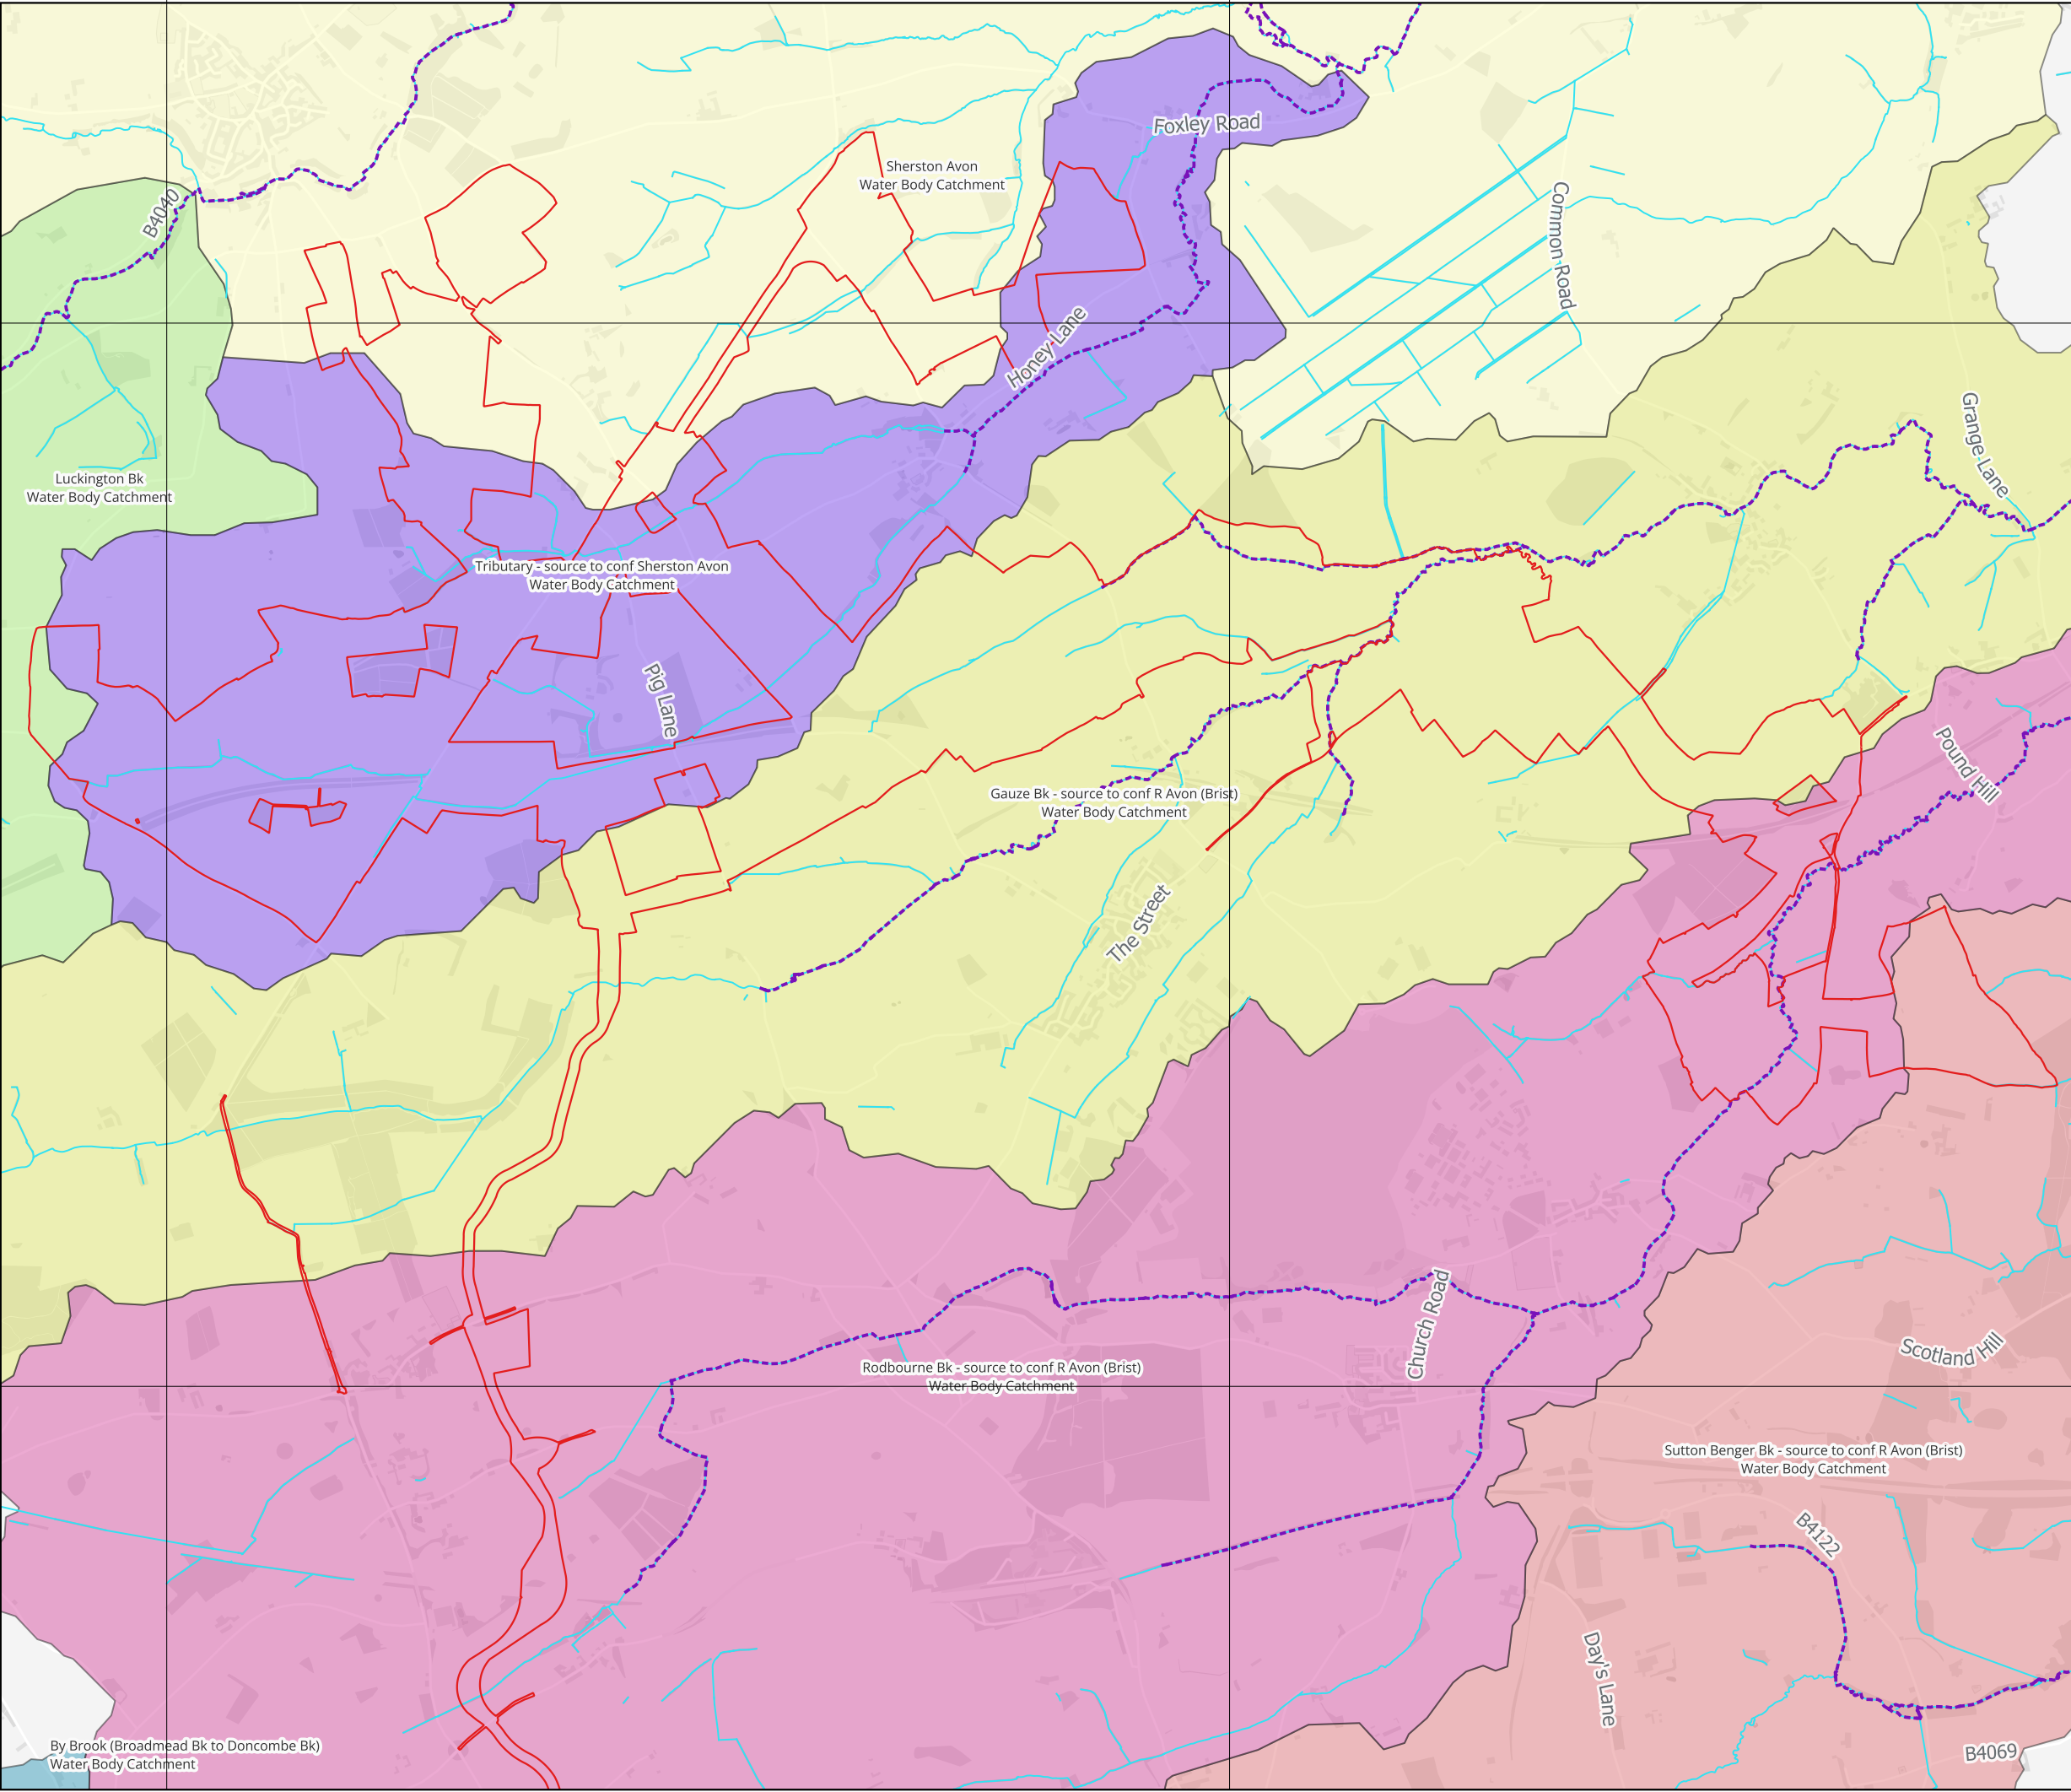 Foxley Road
Sherston Avon
Water Body Catchment
B4040
Common Road
Honey Lane
Grange Lane
Luckington Bk
Water Body Catchment
Tributary - source to conf Sherston Avon
Water Body Catchment
Pig Lane
Pound Hill
Gauze Bk - source to conf R Avon (Brist)
Water Body Catchment
The Street
Church Road
Scotland Hill
Rodbourne Bk - source to conf R Avon (Brist)
Water Body Catchment
Sutton Benger Bk - source to conf R Avon (Brist)
Water Body Catchment
B4122
Day's Lane
By Brook (Broadmead Bk to Doncombe Bk)
Water Body Catchment
B4069